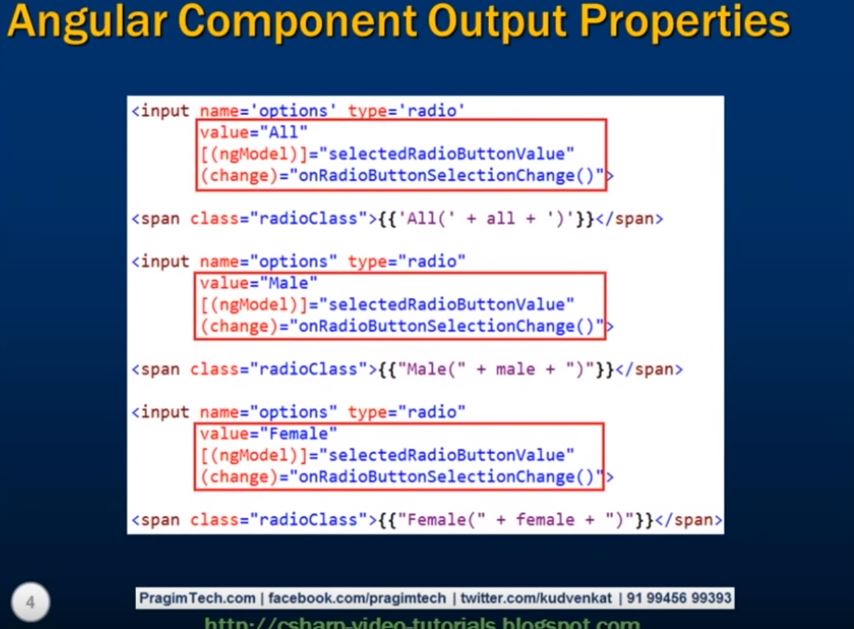 Angular Component Output Properties
<input name='options' type='radio'
value="All"
[(ngModel)]="selectedRadioButtonValue"
(change)="onRadioButtonSelectionChange()">
<span class="radioClass">{{'All(' + all + ')'}}</span>
<input name="options" type="radio"
value="Male"
[(ngModel)]="selectedRadioButtonValue"
(change)="onRadioButtonSelectionChange()">
<span class="radioClass">{{"Male(" + male + ")"}}</span>
<input name="options" type="radio"
value="Female"
[(ngModel)]="selectedRadioButtonValue"
(change)="onRadioButtonSelectionChange()">
<span class="radioClass">{{"Female(" + female + ")"}}</span>
4
PragimTech.com | facebook.com/pragimtech | twitter.com/kudvenkat | 91 99456 99393
http://csharp-video-tutorials.blogspot.com